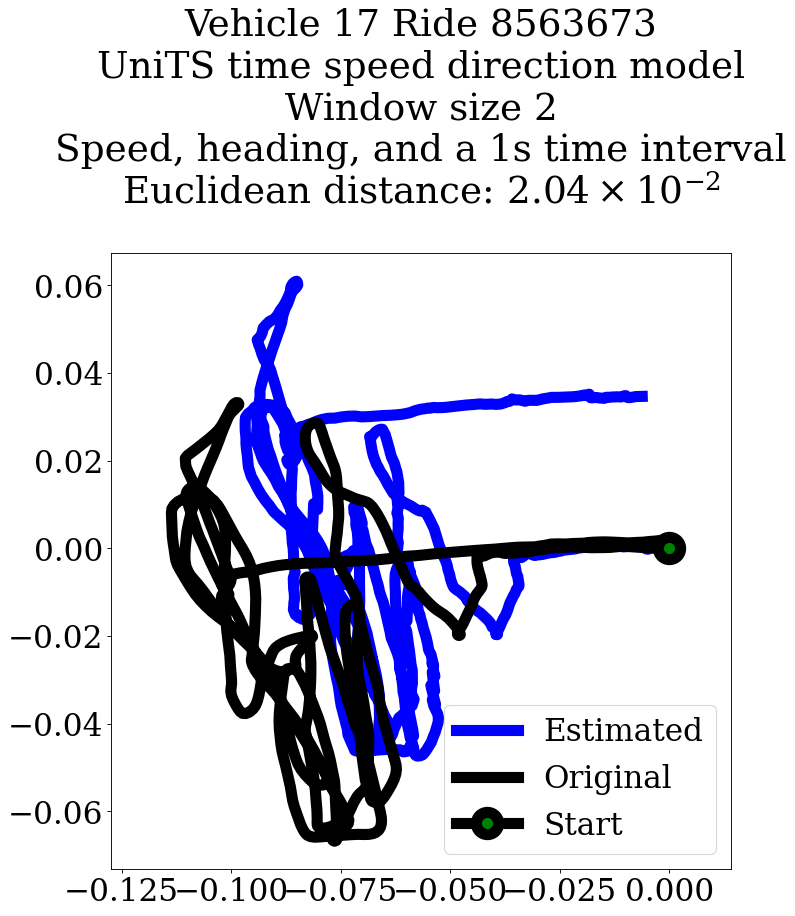 Vehicle 17 Ride 8563673
UniTS time speed direction model
Window size 2
Speed, heading, and a 1s time interval
Euclidean distance: 2.04 × 10⁻²
0.06
0.04
0.02
0.00
−0.02
−0.04
−0.06
Estimated
Original
Start
−0.125 −0.100 −0.075 −0.050 −0.025 0.000